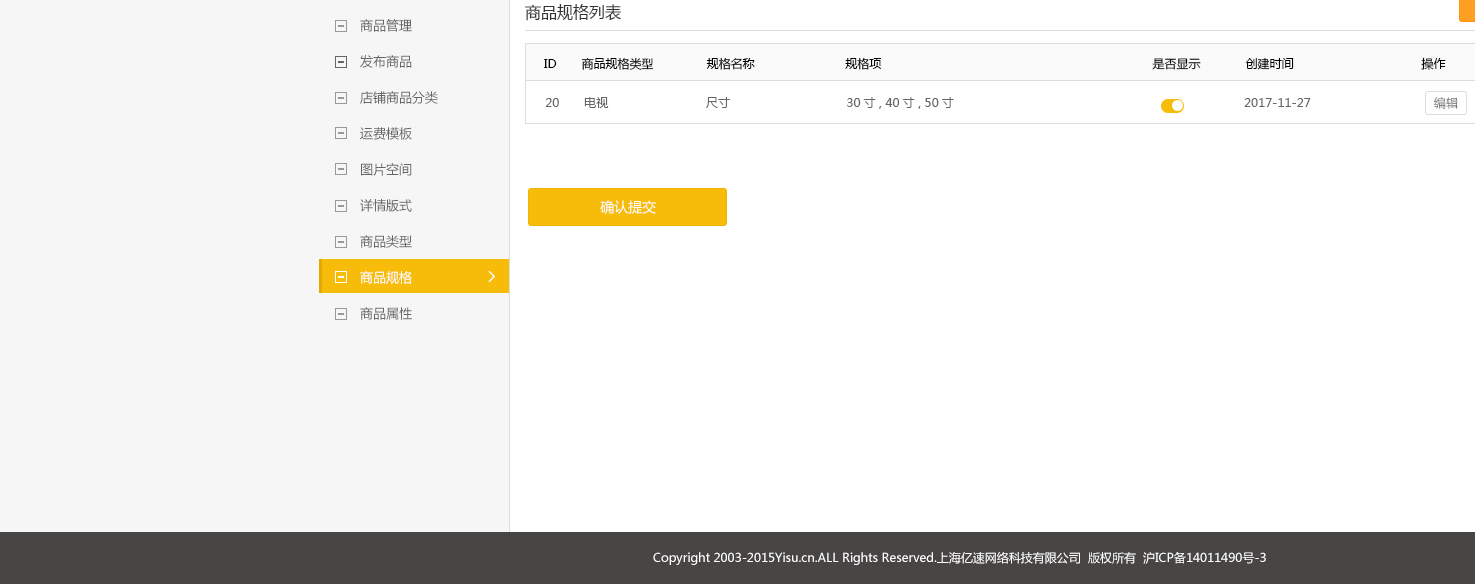 商品管理
发布商品
店铺商品分类
运费模板
图片空间
详情版式
商品类型
商品规格
商品属性
商品规格列表
ID 商品规格类型 规格名称 规格项 是否显示 创建时间 操作
20 电视 尺寸 30 寸 , 40 寸 , 50 寸 2017-11-27 编辑
确认提交
Copyright 2003-2015Yisu.cn.ALL Rights Reserved.上海亿速网络科技有限公司 版权所有 沪ICP备14011490号-3